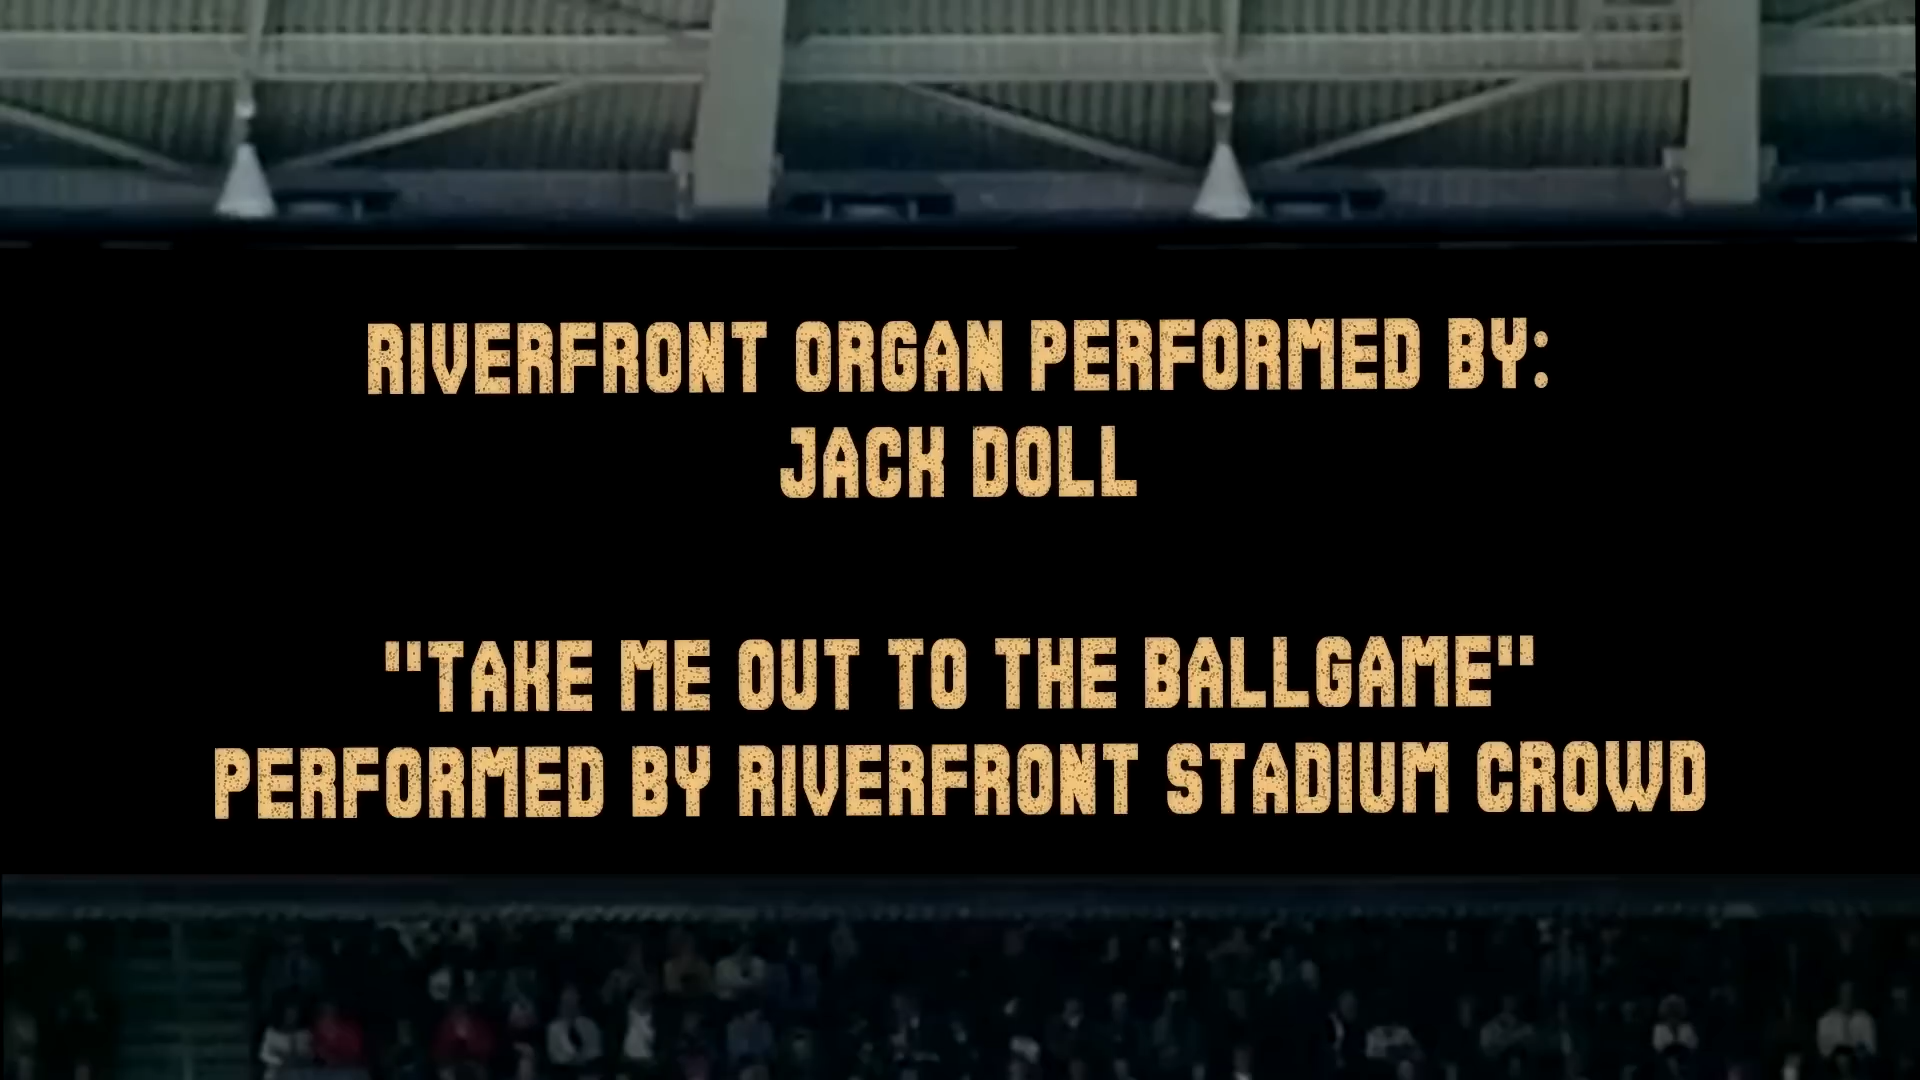 RIVERFRONT ORGAN PERFORMED BY:
JACK DOLL
"TAKE ME OUT TO THE BALLGAME"
PERFORMED BY RIVERFRONT STADIUM CROWD